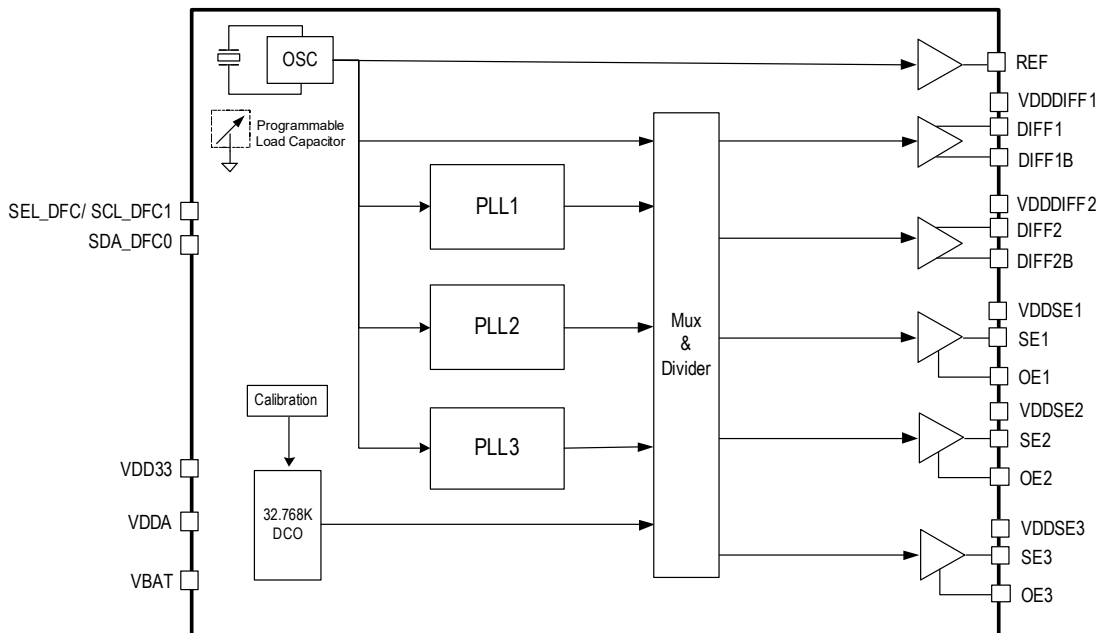 OSC
REF
VDDDIFF1
Programmable
Load Capacitor
DIFF1
DIFF1B
SEL_DFC/ SCL_DFC1
SDA_DFC0
PLL1
VDDDIFF2
DIFF2
DIFF2B
PLL2
Mux
&
Divider
VDDSE1
SE1
OE1
Calibration
PLL3
VDDSE2
SE2
OE2
VDD33
VDDA
VBAT
32.768K
DCO
VDDSE3
SE3
OE3